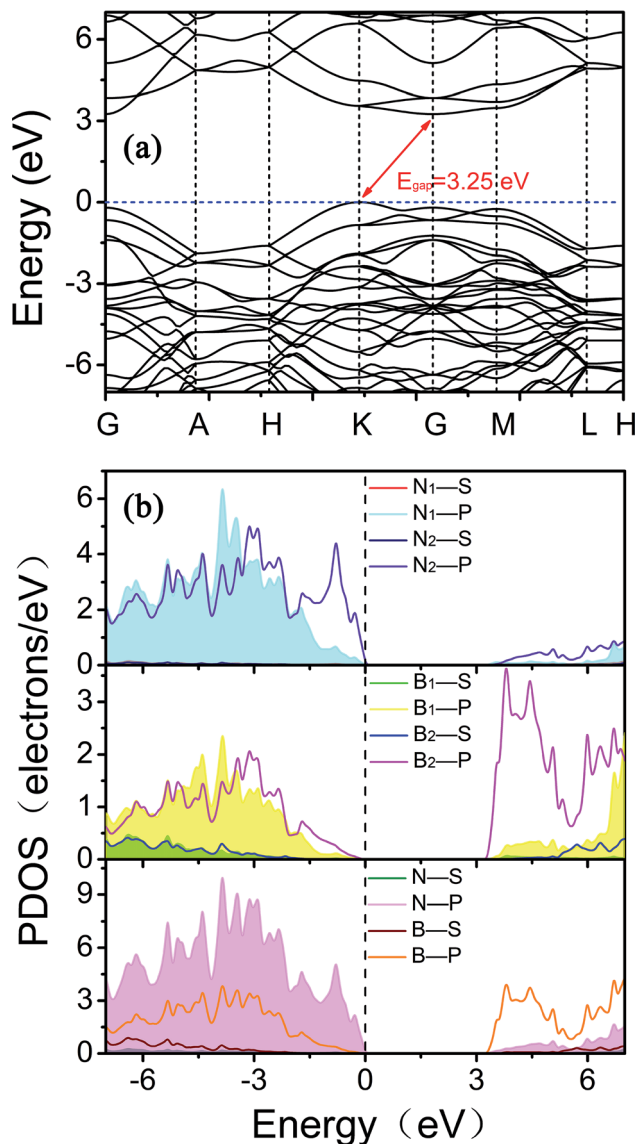 6
3
0
-3
-6
Energy (eV)
(a)
E_gap=3.25 eV
G A H K G M L H
(b)
6
4
2
0
N₁—S
N₁—P
N₂—S
N₂—P
3
2
1
0
B₁—S
B₁—P
B₂—S
B₂—P
9
6
3
0
N—S
N—P
B—S
B—P
PDOS（electrons/eV）
-6 -3 0 3 6
Energy（eV）